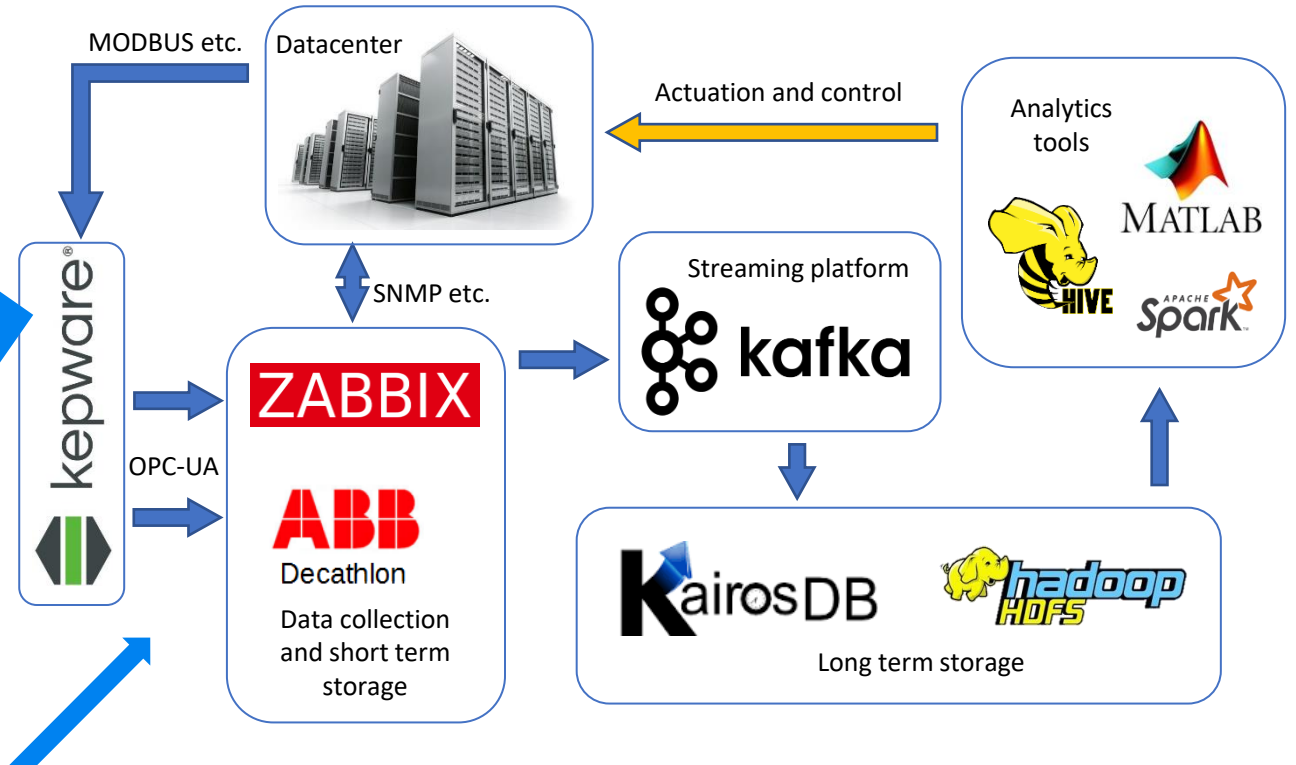 MODBUS etc.
Datacenter
Actuation and control
Analytics
tools
MATLAB
HIVE
APACHE
Spark™
kepware®
SNMP etc.
Streaming platform
kafka
ZABBIX
OPC-UA
ABB
Decathlon
Data collection
and short term
storage
KairosDB
hadoop
HDFS
Long term storage